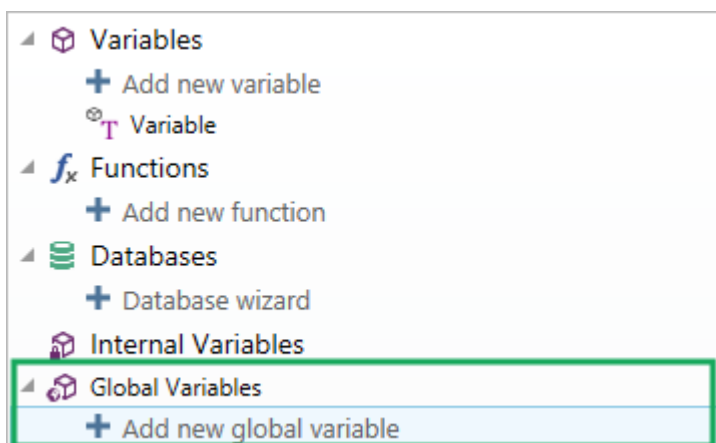 Variables
Add new variable
T Variable
fx Functions
Add new function
Databases
Database wizard
Internal Variables
Global Variables
Add new global variable